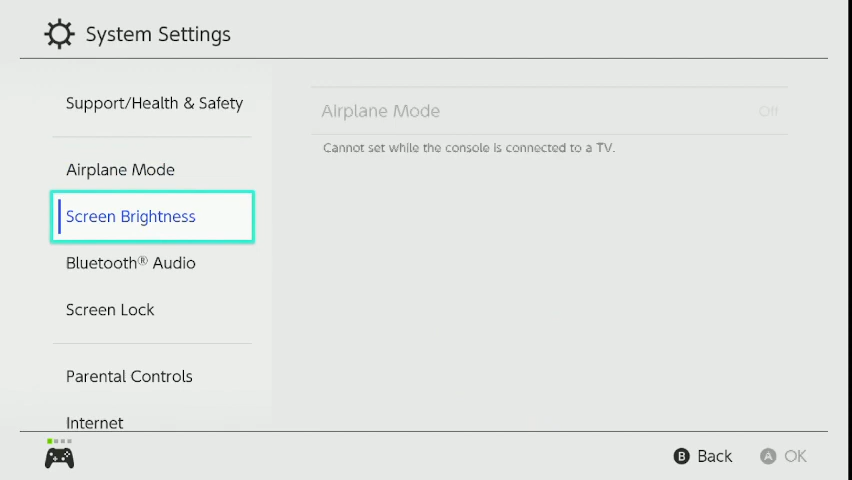 System Settings
Support/Health & Safety
Airplane Mode
Screen Brightness
Bluetooth® Audio
Screen Lock
Parental Controls
Internet
Airplane Mode Off
Cannot set while the console is connected to a TV.
B Back A OK